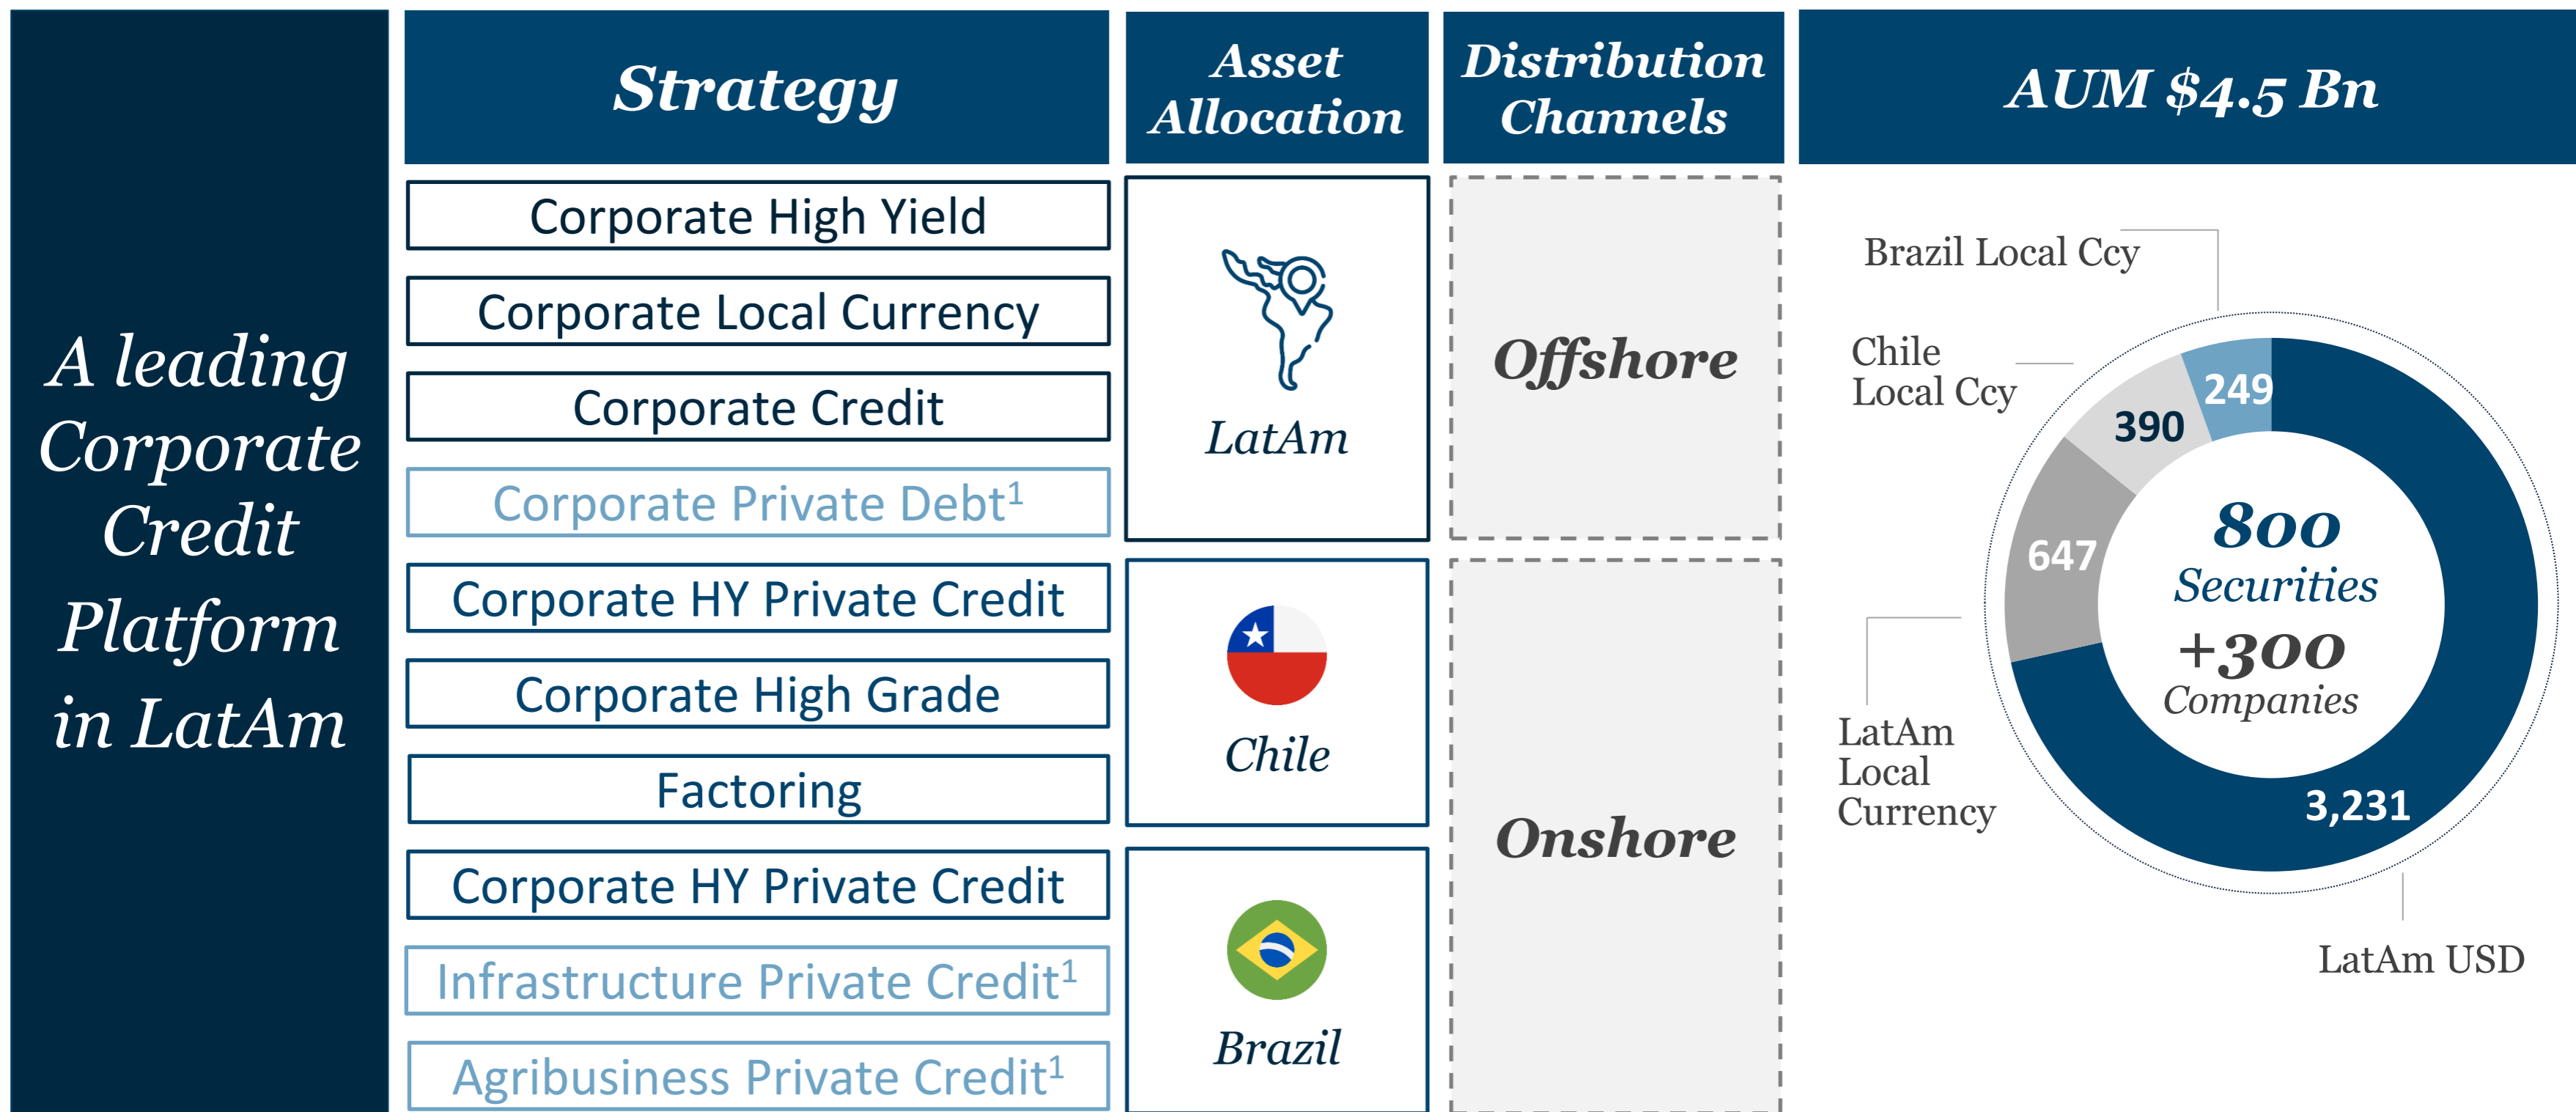 A leading
Corporate
Credit
Platform
in LatAm
Strategy
Corporate High Yield
Corporate Local Currency
Corporate Credit
Corporate Private Debt¹
Corporate HY Private Credit
Corporate High Grade
Factoring
Corporate HY Private Credit
Infrastructure Private Credit¹
Agribusiness Private Credit¹
Asset
Allocation
LatAm
Chile
Brazil
Distribution
Channels
Offshore
Onshore
AUM $4.5 Bn
Brazil Local Ccy
Chile
Local Ccy
LatAm
Local
Currency
LatAm USD
249
390
647
3,231
800
Securities
+300
Companies